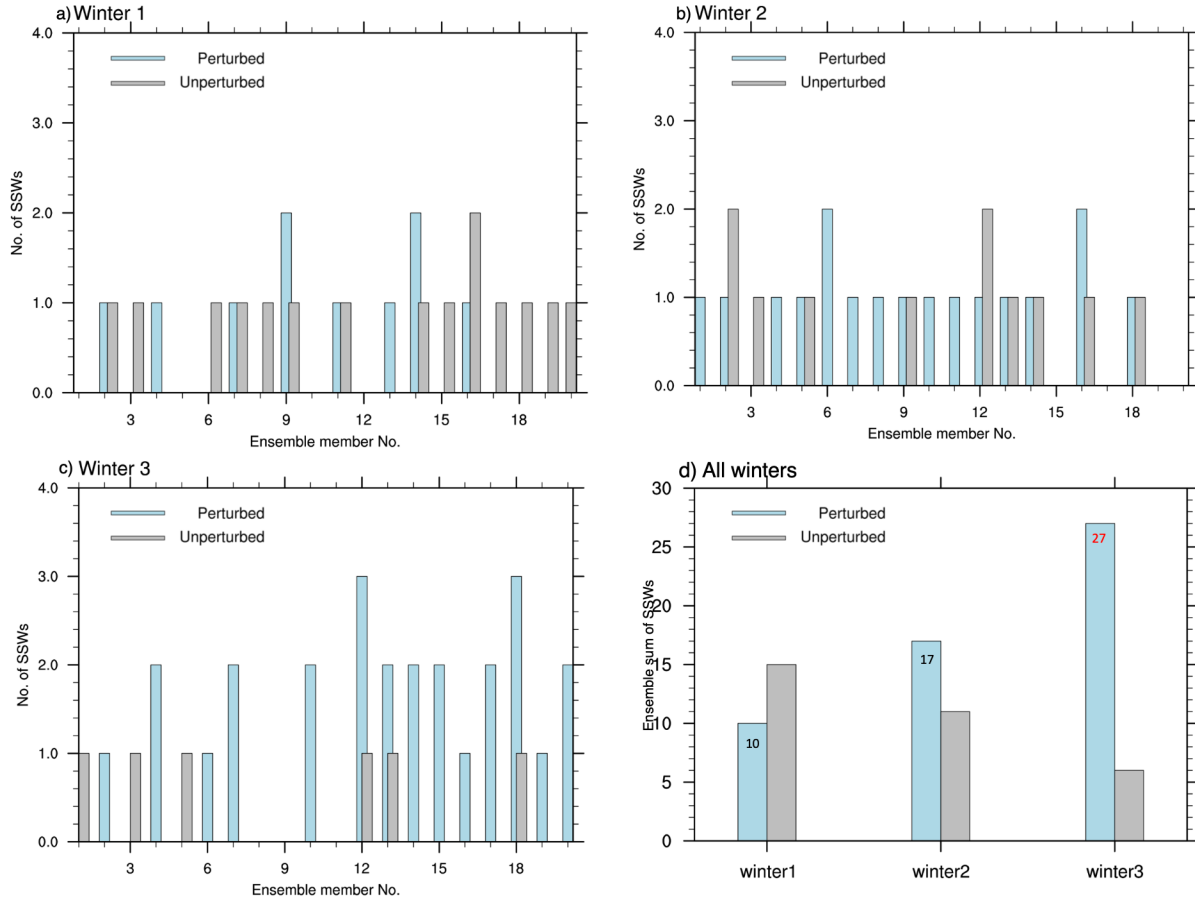 a) Winter 1
4.0
3.0
2.0
1.0
0.0
No. of SSWs
Perturbed
Unperturbed
3 6 9 12 15 18
Ensemble member No.
b) Winter 2
4.0
3.0
2.0
1.0
0.0
No. of SSWs
Perturbed
Unperturbed
3 6 9 12 15 18
Ensemble member No.
c) Winter 3
4.0
3.0
2.0
1.0
0.0
No. of SSWs
Perturbed
Unperturbed
3 6 9 12 15 18
Ensemble member No.
d) All winters
30
25
20
15
10
5
0
Ensemble sum of SSWs
Perturbed
Unperturbed
10
17
27
winter1 winter2 winter3